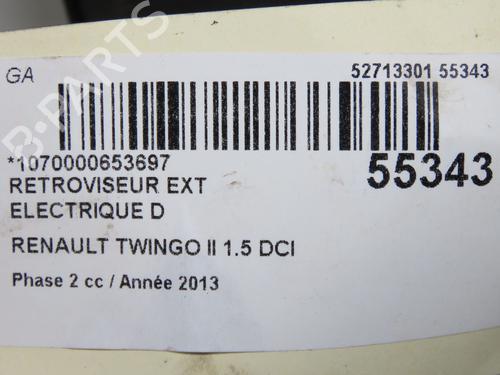 GA
52713301 55343
*1070000653697
55343
RETROVISEUR EXT
ELECTRIQUE D
RENAULT TWINGO II 1.5 DCI
Phase 2 cc / Année 2013
B-PARTS